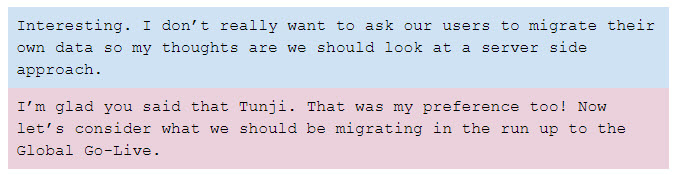 Interesting. I don’t really want to ask our users to migrate their
own data so my thoughts are we should look at a server side
approach.
I’m glad you said that Tunji. That was my preference too! Now
let’s consider what we should be migrating in the run up to the
Global Go-Live.